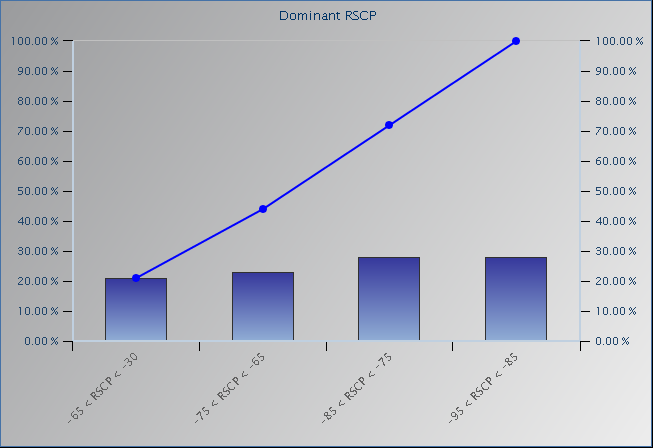 Dominant RSCP
100.00 % 100.00 %
90.00 % 90.00 %
80.00 % 80.00 %
70.00 % 70.00 %
60.00 % 60.00 %
50.00 % 50.00 %
40.00 % 40.00 %
30.00 % 30.00 %
20.00 % 20.00 %
10.00 % 10.00 %
0.00 % 0.00 %
-65 < RSCP < -30
-75 < RSCP < -65
-85 < RSCP < -75
-95 < RSCP < -85